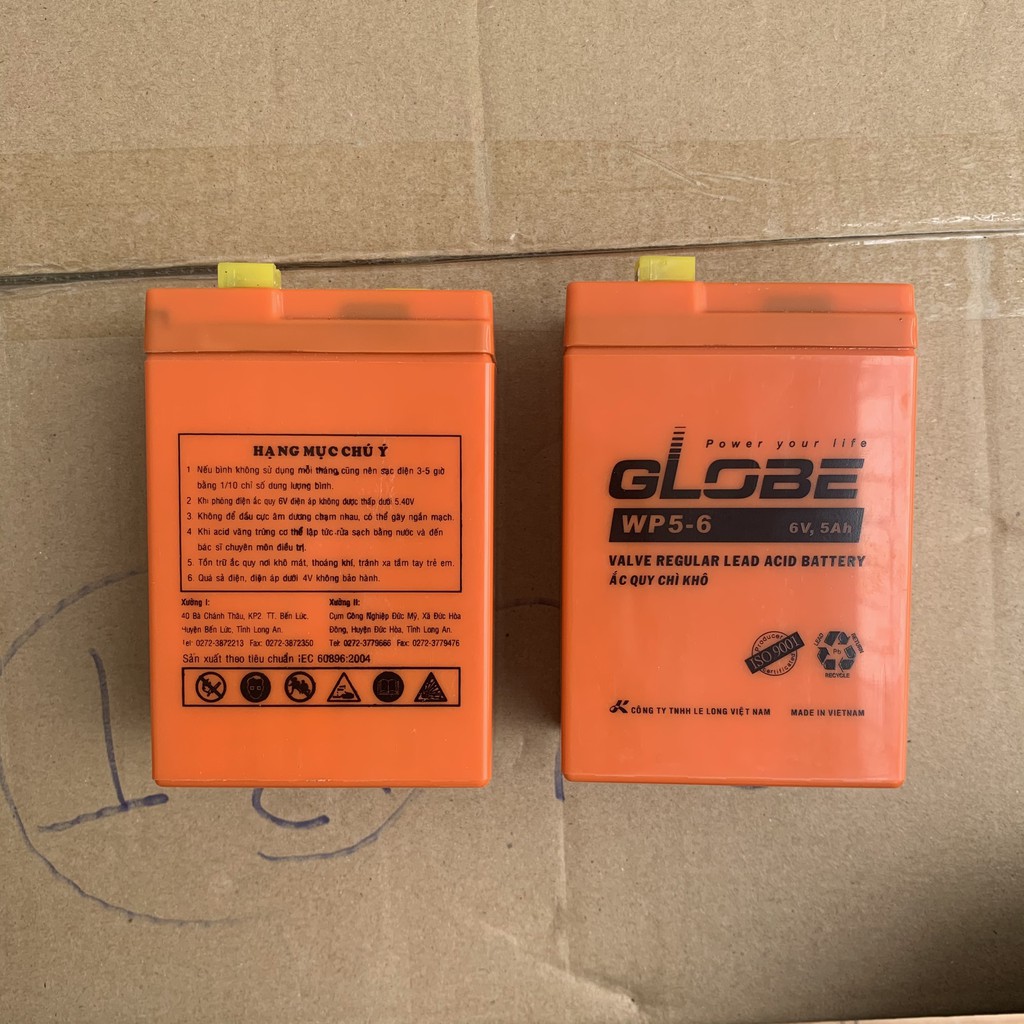 HẠNG MỤC CHÚ Ý
1 Nếu bình không sử dụng mỗi tháng, cũng nên sạc điện 3-5 giờ
bằng 1/10 chỉ số dung lượng bình.
2 Khi phóng điện ắc quy 6V điện áp không được thấp dưới 5.40V
3. Không để đầu cực âm dương chạm nhau, có thể gây ngắn mạch.
4 Khi acid văng trúng cơ thể lập tức rửa sạch bằng nước và đến
bác sĩ chuyên môn điều trị.
5. Tồn trữ ắc quy nơi khô mát, thoáng khí, tránh xa tầm tay trẻ em.
6. Quá sả điện, điện áp dưới 4V không bảo hành.
Xưởng I:
40 Bà Chánh Thâu, KP2. TT. Bến Lức.
Huyện Bến Lức, Tỉnh Long An.
Tel: 0272-3872213 Fax: 0272-3872350
Xưởng II:
Cụm Công Nghiệp Đức Mỹ, Xã Đức Hòa
Đông, Huyện Đức Hòa, Tỉnh Long An.
Tel: 0272-3779666 Fax: 0272-3779476
Sản xuất theo tiêu chuẩn IEC 60896:2004
Power your life
GLOBE
WP5-6 6V, 5Ah
VALVE REGULAR LEAD ACID BATTERY
ẮC QUY CHÌ KHÔ
Producer
ISO 9001
Certificated
LEAD
RETURN
Pb
RECYCLE
CÔNG TY TNHH LE LONG VIỆT NAM MADE IN VIETNAM